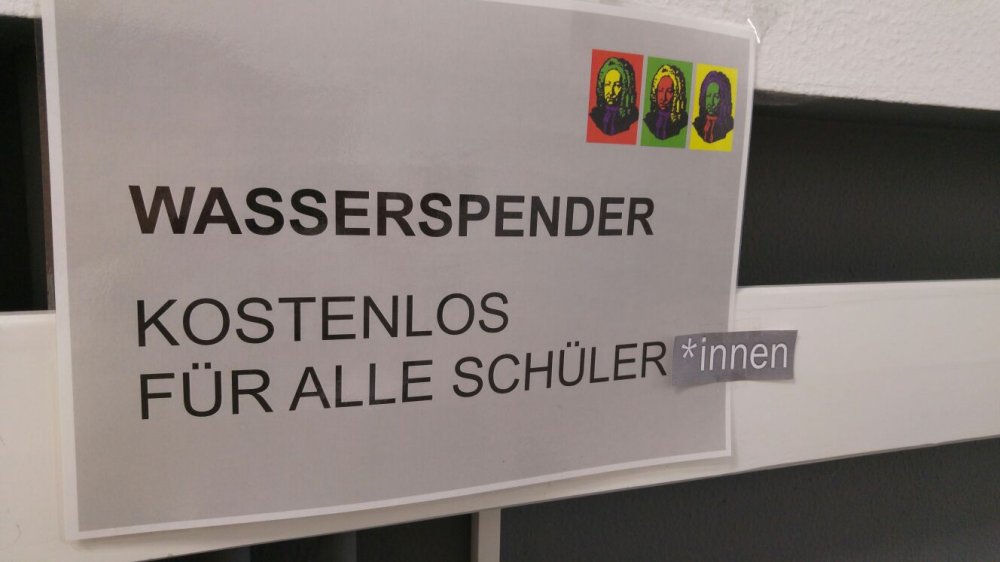 WASSERSPENDER
KOSTENLOS
FÜR ALLE SCHÜLER*innen